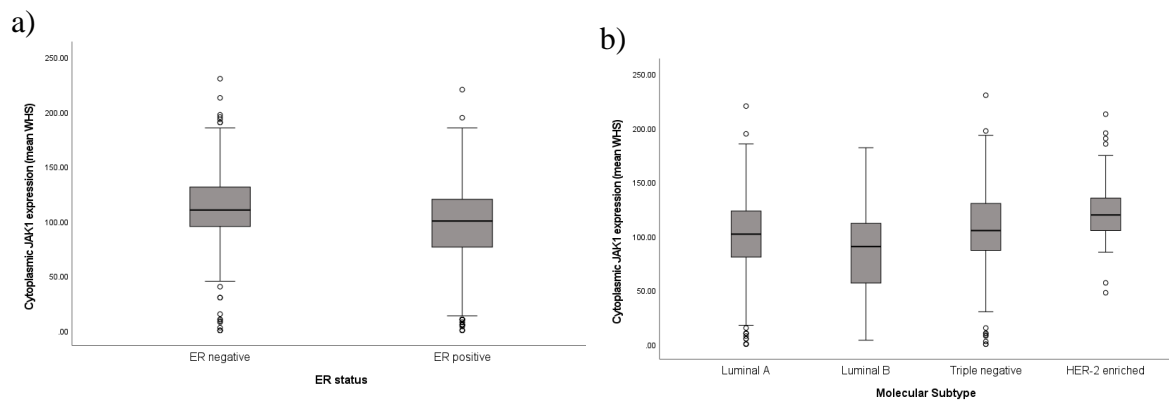 a)
Cytoplasmic JAK1 expression (mean WHS)
250.00
200.00
150.00
100.00
50.00
.00
ER negative
ER positive
ER status
b)
Cytoplasmic JAK1 expression (mean WHS)
250.00
200.00
150.00
100.00
50.00
.00
Luminal A
Luminal B
Triple negative
HER-2 enriched
Molecular Subtype